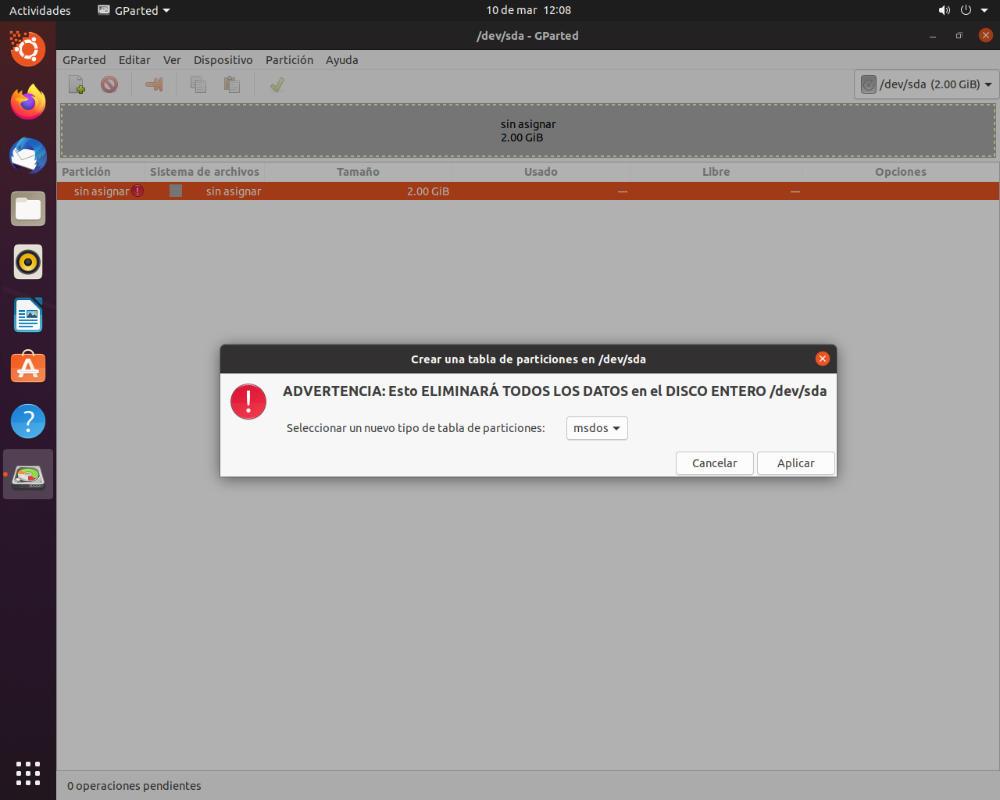 Actividades GParted 10 de mar 12:08
/dev/sda - GParted
GParted Editar Ver Dispositivo Partición Ayuda
/dev/sda (2.00 GiB)
sin asignar
2.00 GiB
Partición Sistema de archivos Tamaño Usado Libre Opciones
sin asignar sin asignar 2.00 GiB --- ---
Crear una tabla de particiones en /dev/sda
ADVERTENCIA: Esto ELIMINARÁ TODOS LOS DATOS en el DISCO ENTERO /dev/sda
Seleccionar un nuevo tipo de tabla de particiones: msdos
Cancelar Aplicar
0 operaciones pendientes